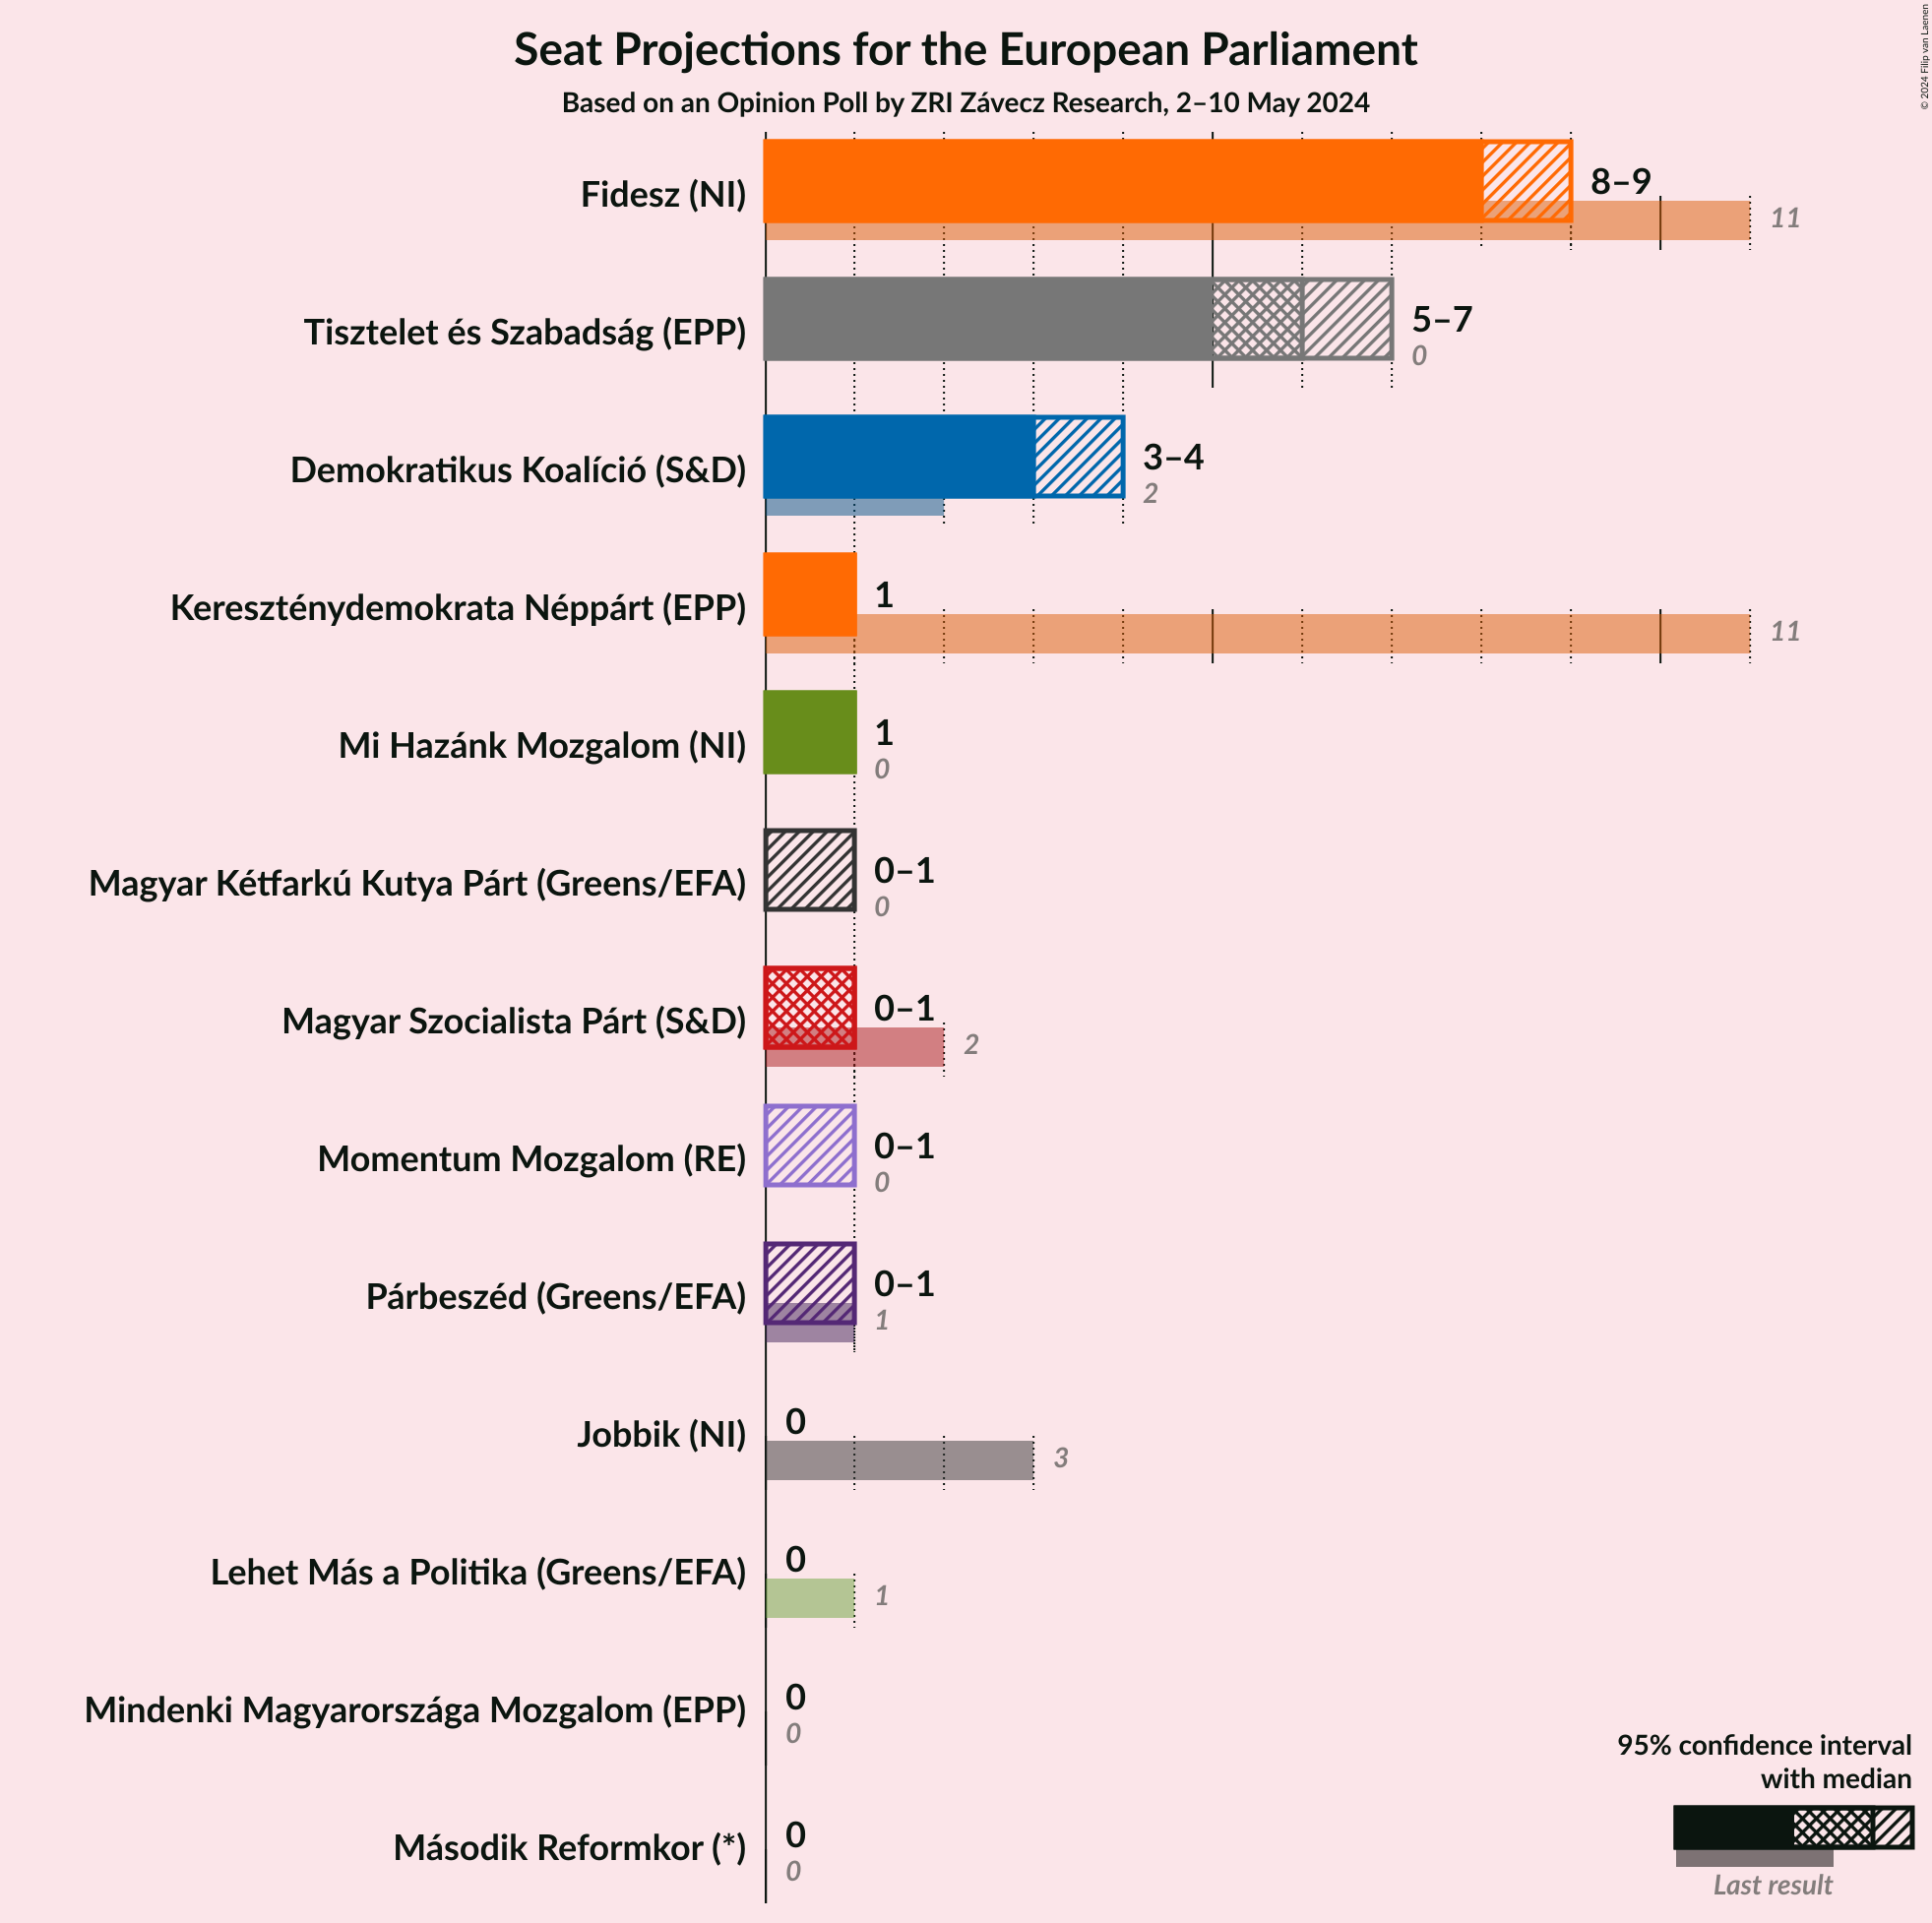 Seat Projections for the European Parliament
Based on an Opinion Poll by ZRI Závecz Research, 2–10 May 2024
© 2024 Filip van Laenen
Fidesz (NI)
8–9
11
Tisztelet és Szabadság (EPP)
5–7
0
Demokratikus Koalíció (S&D)
3–4
2
Kereszténydemokrata Néppárt (EPP)
1
11
Mi Hazánk Mozgalom (NI)
1
0
Magyar Kétfarkú Kutya Párt (Greens/EFA)
0–1
0
Magyar Szocialista Párt (S&D)
0–1
2
Momentum Mozgalom (RE)
0–1
0
Párbeszéd (Greens/EFA)
0–1
1
Jobbik (NI)
0
3
Lehet Más a Politika (Greens/EFA)
0
1
Mindenki Magyarországa Mozgalom (EPP)
0
0
Második Reformkor (*)
0
0
95% confidence interval
with median
Last result